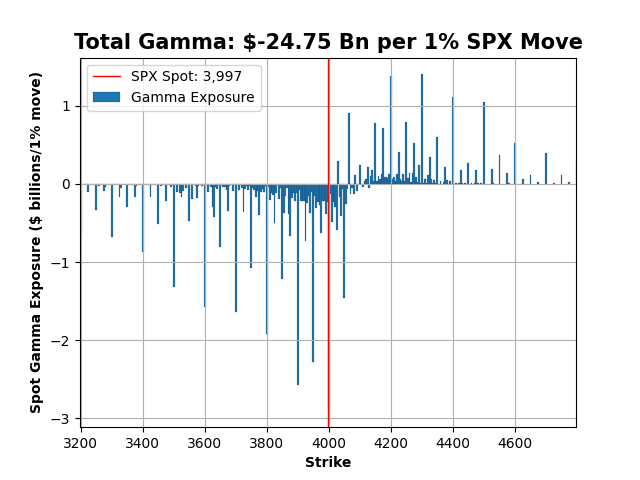 Total Gamma: $-24.75 Bn per 1% SPX Move
SPX Spot: 3,997
Gamma Exposure
Spot Gamma Exposure ($ billions/1% move)
1
0
−1
−2
−3
3200 3400 3600 3800 4000 4200 4400 4600
Strike